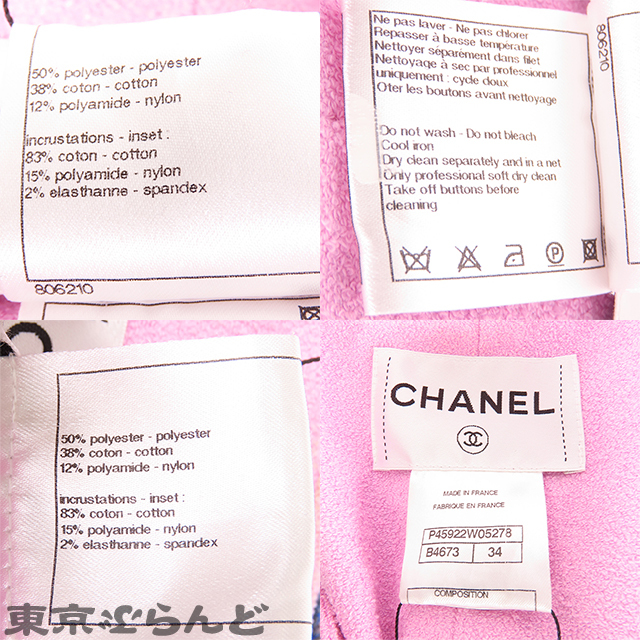 50% polyester - polyester
38% coton - cotton
12% polyamide - nylon
incrustations - inset :
83% coton - cotton
15% polyamide - nylon
2% elasthanne - spandex
806210
Ne pas laver - Ne pas chlorer
Repasser à basse température
Nettoyer séparément dans filet
Nettoyage à sec par professionnel
uniquement : cycle doux
Oter les boutons avant nettoyage
Do not wash - Do not bleach
Cool iron
Dry clean separately and in a net
Only professional soft dry clean
Take off buttons before
cleaning
P
806210
50% polyester - polyester
38% coton - cotton
12% polyamide - nylon
incrustations - inset :
83% coton - cotton
15% polyamide - nylon
2% elasthanne - spandex
CHANEL
MADE IN FRANCE
FABRIQUE EN FRANCE
P45922W05278
B4673 34
COMPOSITION
東京ぶらんど